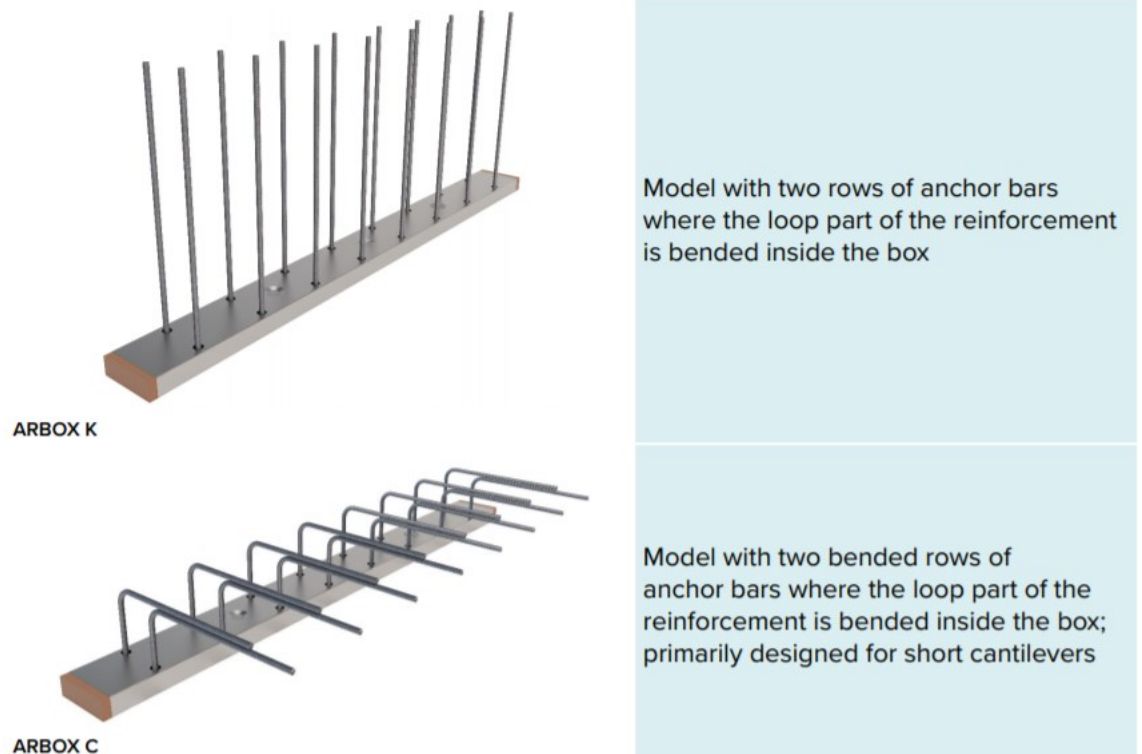 Model with two rows of anchor bars
where the loop part of the reinforcement
is bended inside the box
ARBOX K
Model with two bended rows of
anchor bars where the loop part of the
reinforcement is bended inside the box;
primarily designed for short cantilevers
ARBOX C